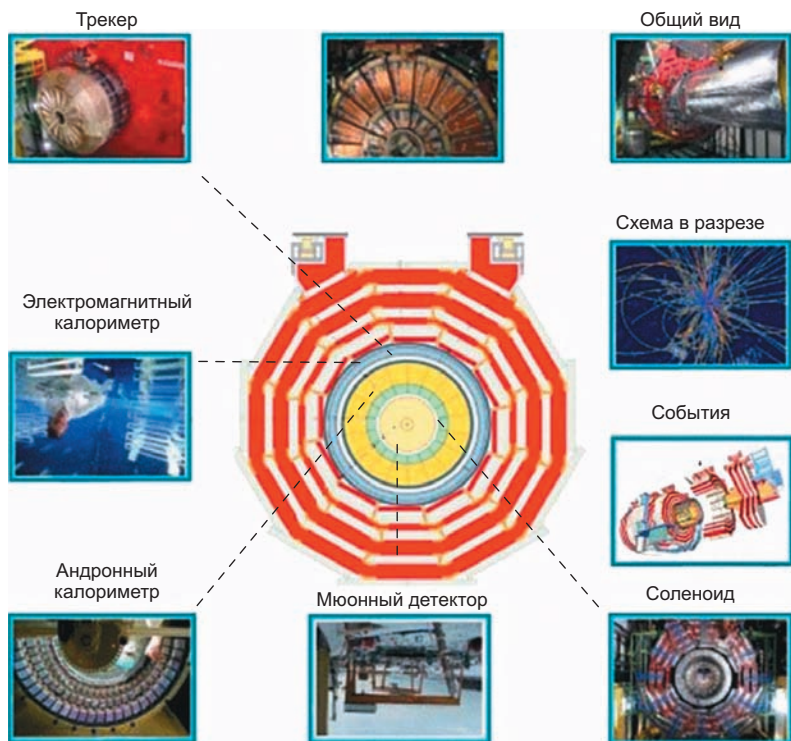 Трекер
Общий вид
Схема в разрезе
Электромагнитный
калориметр
События
Андронный
калориметр
Мюонный детектор
Соленоид